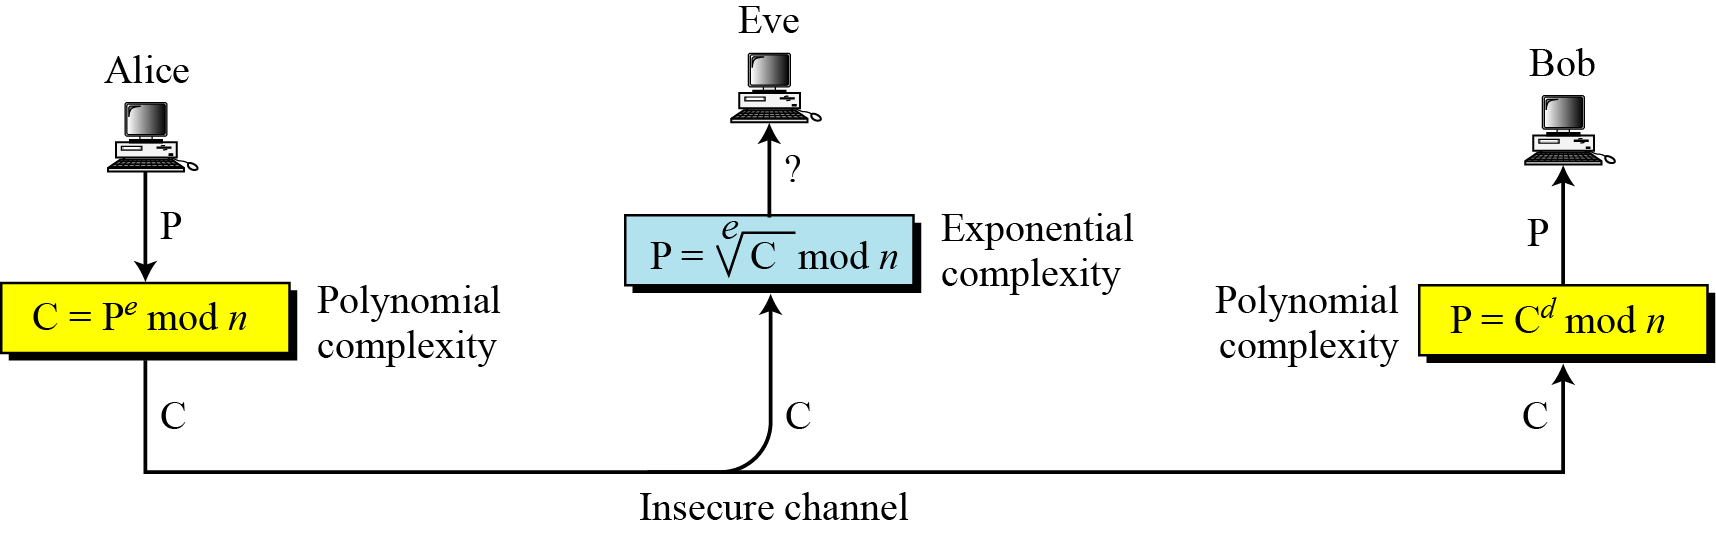 Eve
Alice
Bob
P
?
P
C = Pᵉ mod n
Polynomial
complexity
P = ᵉ√C mod n
Exponential
complexity
Polynomial
complexity
P = Cᵈ mod n
C
C
C
Insecure channel